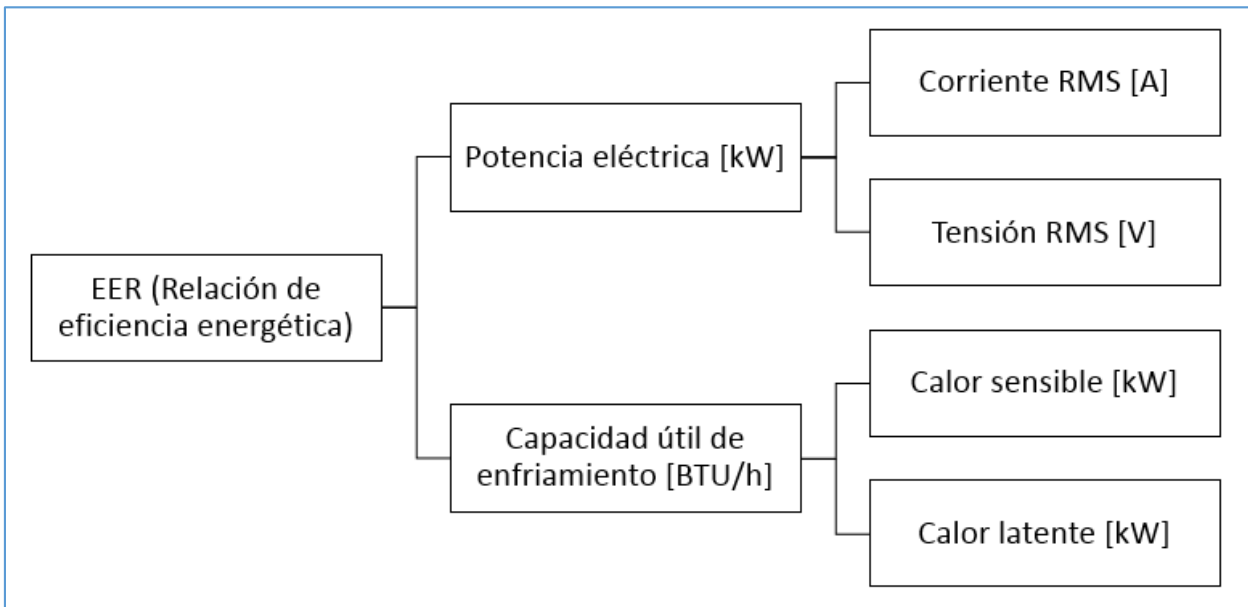 EER (Relación de
eficiencia energética)
Potencia eléctrica [kW]
Corriente RMS [A]
Tensión RMS [V]
Capacidad útil de
enfriamiento [BTU/h]
Calor sensible [kW]
Calor latente [kW]